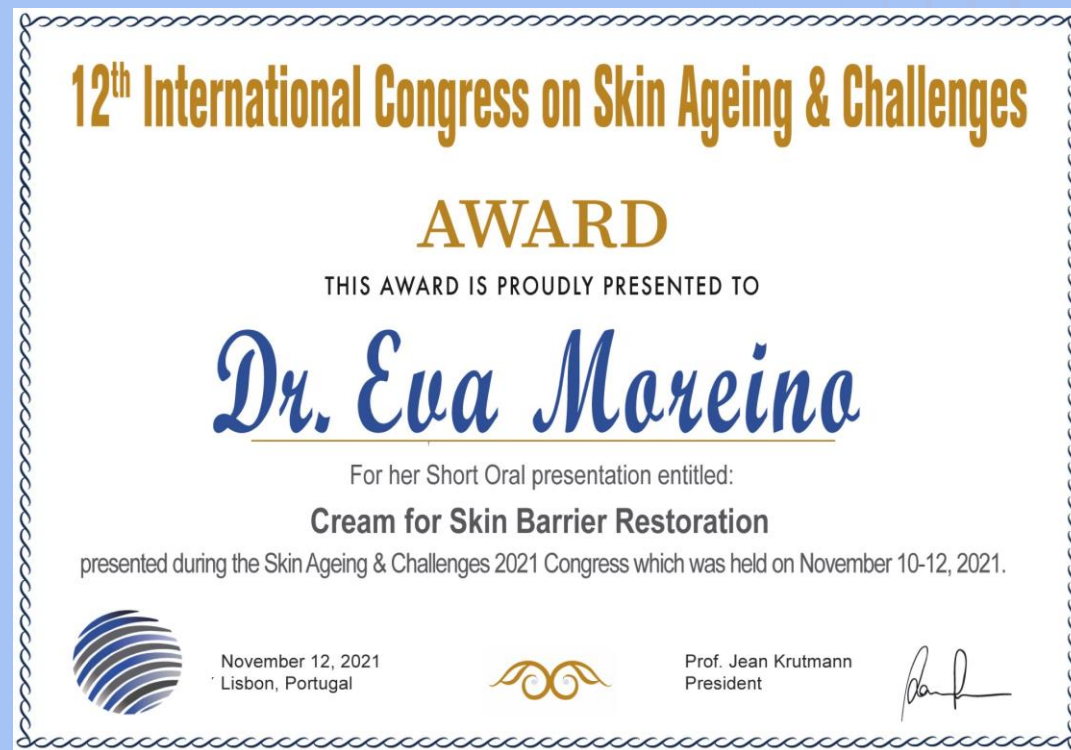 12th International Congress on Skin Ageing & Challenges
AWARD
THIS AWARD IS PROUDLY PRESENTED TO
Dr. Eva Moreino
For her Short Oral presentation entitled:
Cream for Skin Barrier Restoration
presented during the Skin Ageing & Challenges 2021 Congress which was held on November 10-12, 2021.
November 12, 2021
Lisbon, Portugal
Prof. Jean Krutmann
President